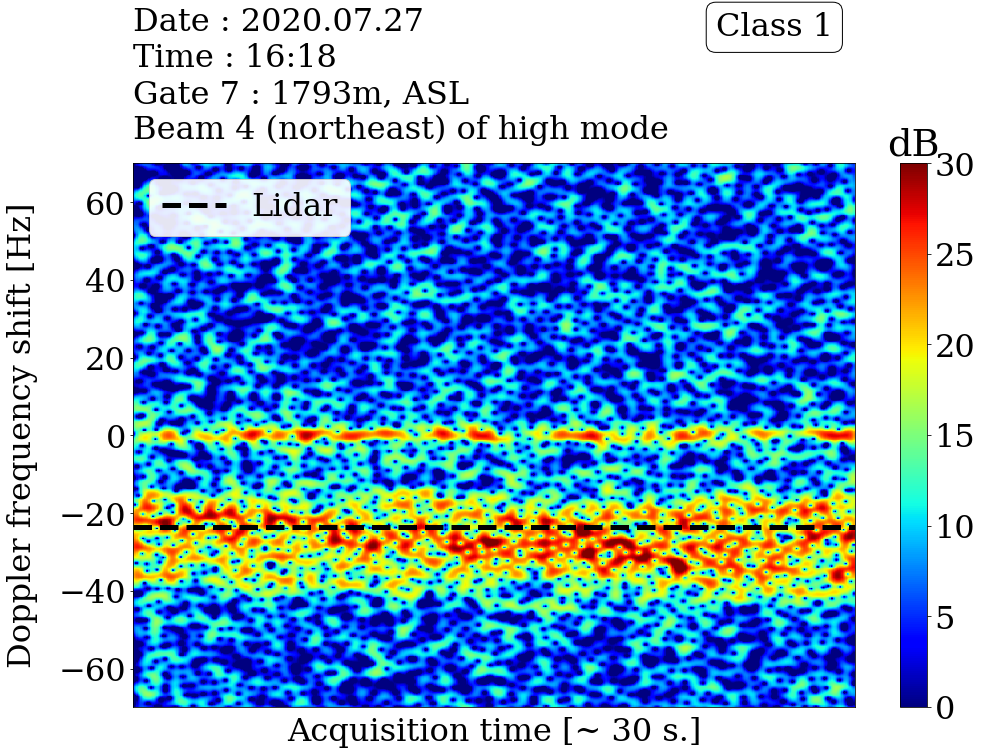 Date : 2020.07.27
Time : 16:18
Gate 7 : 1793m, ASL
Beam 4 (northeast) of high mode
Class 1
dB
Lidar
Doppler frequency shift [Hz]
60
40
20
0
−20
−40
−60
30
25
20
15
10
5
0
Acquisition time [~ 30 s.]